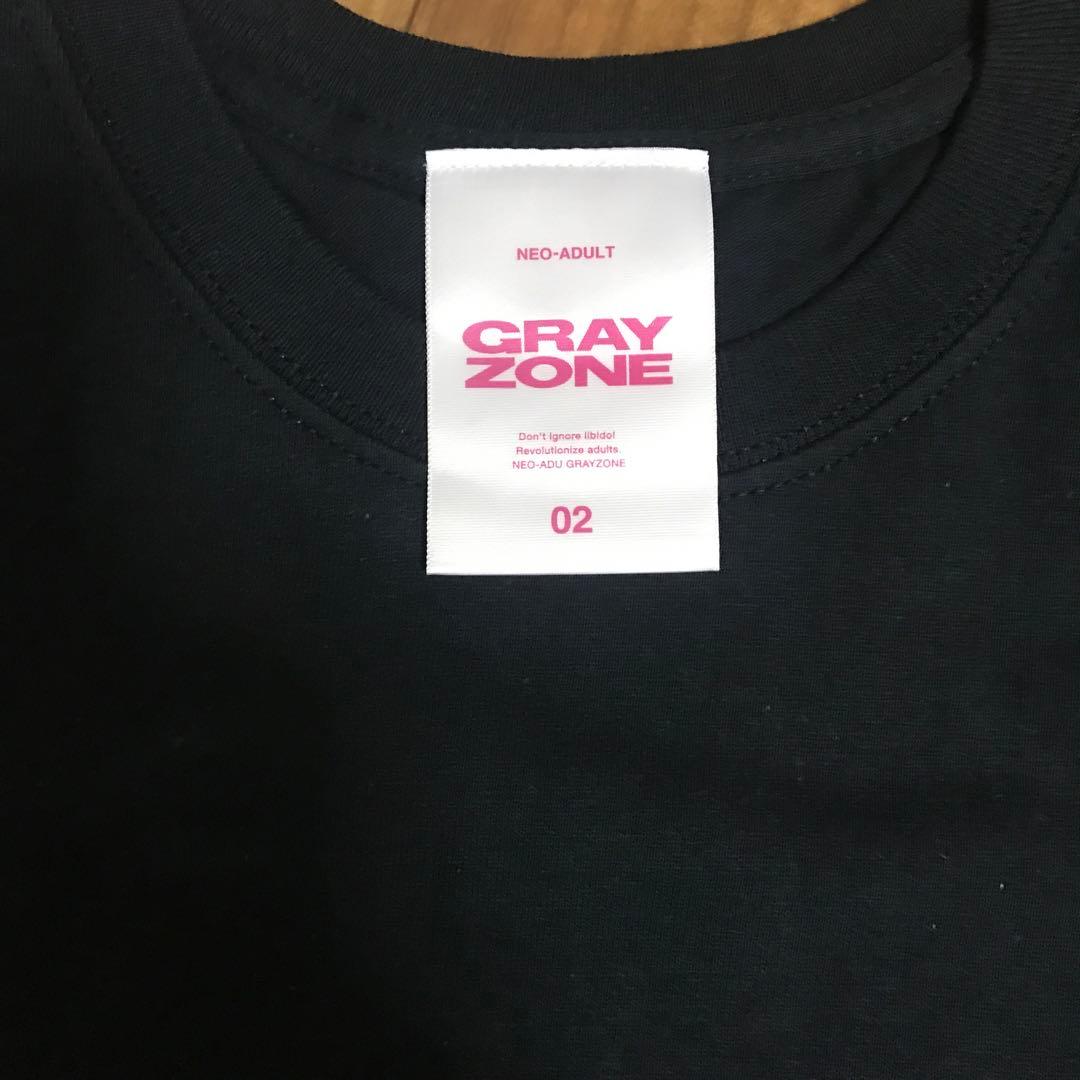 NEO-ADULT
GRAY
ZONE
Don't ignore libido!
Revolutionize adults.
NEO-ADU GRAYZONE
02